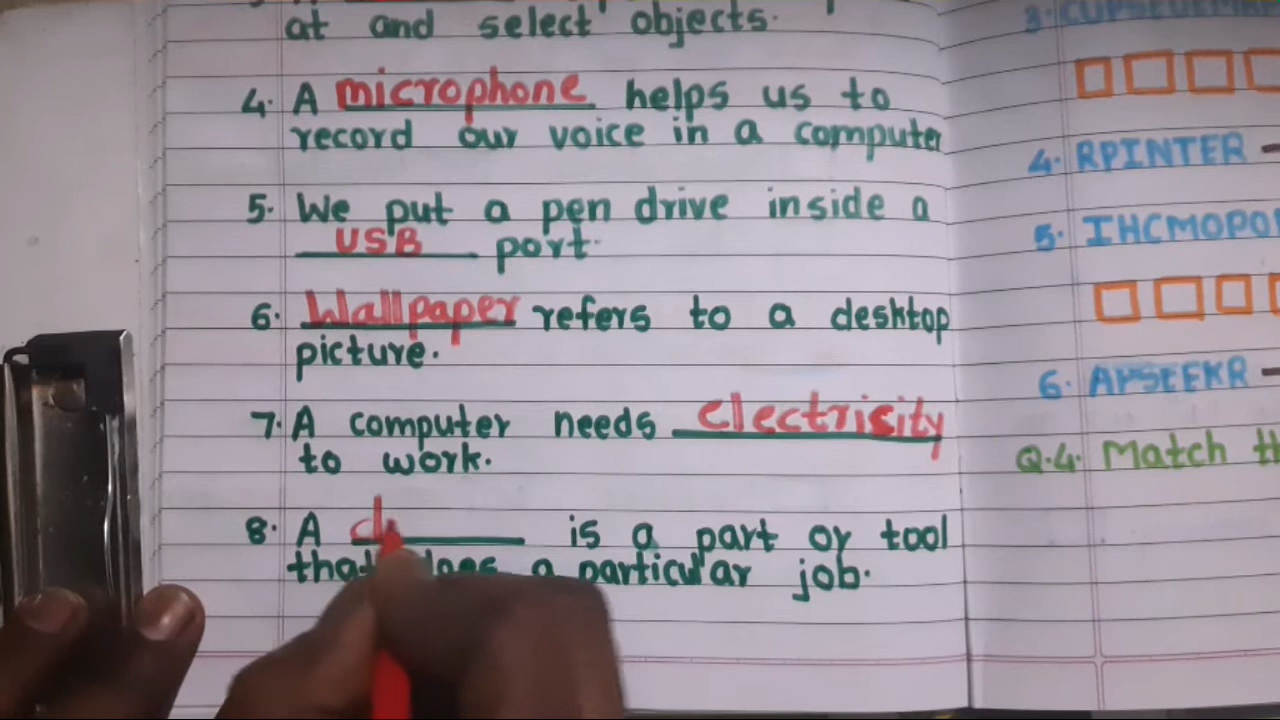 at and select objects.
4. A microphone helps us to
record our voice in a computer
5. We put a pen drive inside a
USB port.
6. Wallpaper refers to a desktop
picture.
7. A computer needs electricity
to work.
8. A d is a part or tool
that does a particular job.
4. RPINTER -
5. IHCMOPO
6. APSEEKR -
Q.4. Match th